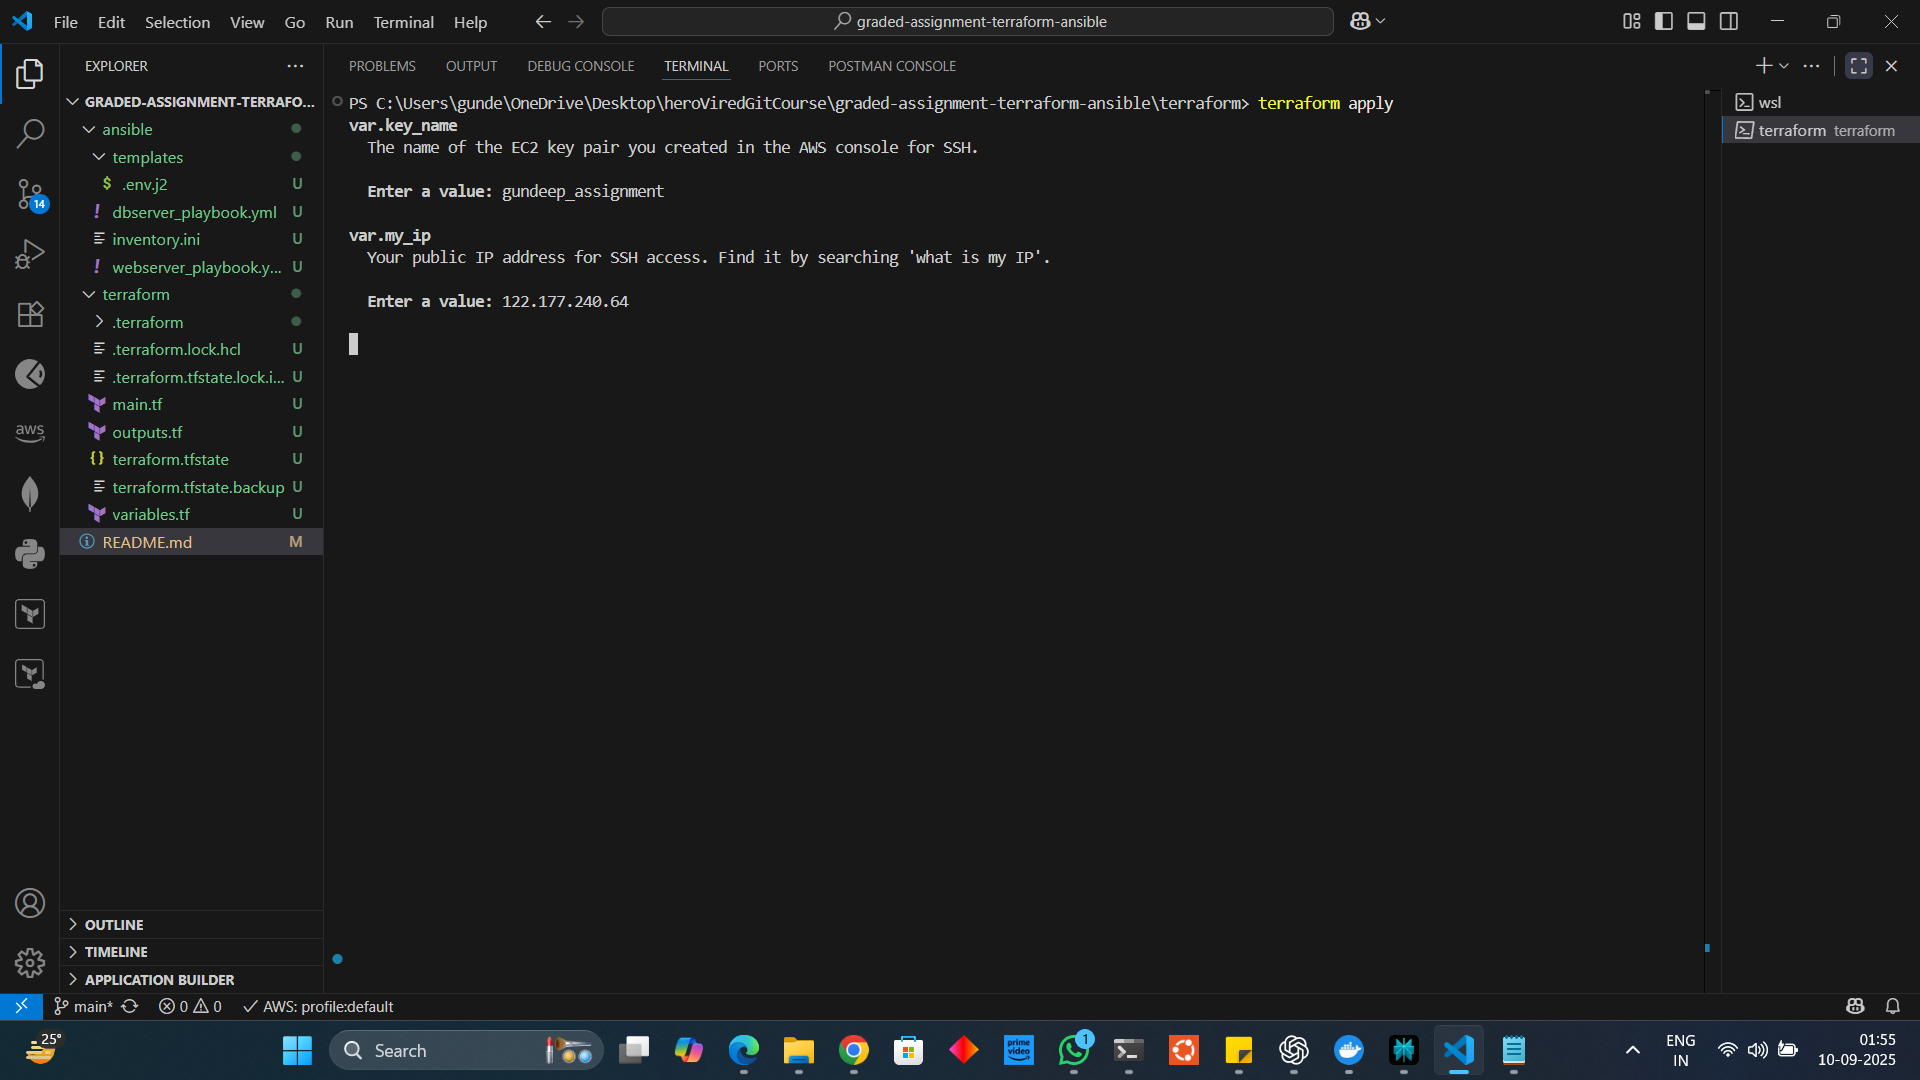 File Edit Selection View Go Run Terminal Help
graded-assignment-terraform-ansible
EXPLORER
GRADED-ASSIGNMENT-TERRAFO...
ansible
templates
$ .env.j2 U
! dbserver_playbook.yml U
inventory.ini U
! webserver_playbook.y... U
terraform
.terraform
.terraform.lock.hcl U
.terraform.tfstate.lock.i... U
main.tf U
outputs.tf U
{} terraform.tfstate U
terraform.tfstate.backup U
variables.tf U
README.md M
OUTLINE
TIMELINE
APPLICATION BUILDER
14
aws
PROBLEMS OUTPUT DEBUG CONSOLE TERMINAL PORTS POSTMAN CONSOLE
PS C:\Users\gunde\OneDrive\Desktop\heroViredGitCourse\graded-assignment-terraform-ansible\terraform> terraform apply
var.key_name
The name of the EC2 key pair you created in the AWS console for SSH.
Enter a value: gundeep_assignment
var.my_ip
Your public IP address for SSH access. Find it by searching 'what is my IP'.
Enter a value: 122.177.240.64
wsl
terraform terraform
main* 0 0 AWS: profile:default
25°
Search
prime video
1
ENG
IN
01:55
10-09-2025